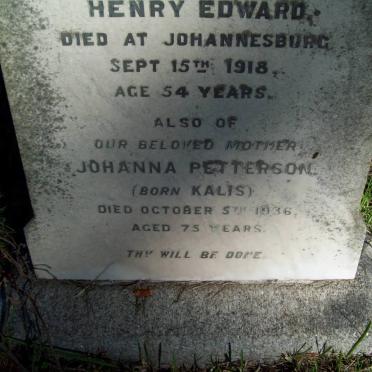 HENRY EDWARD,
DIED AT JOHANNESBURG
SEPT 15TH 1918,
AGE 54 YEARS.
ALSO OF
OUR BELOVED MOTHER
JOHANNA PETTERSON
(BORN KALIS)
DIED OCTOBER 5TH 1936,
AGED 75 YEARS.
THY WILL BE DONE.